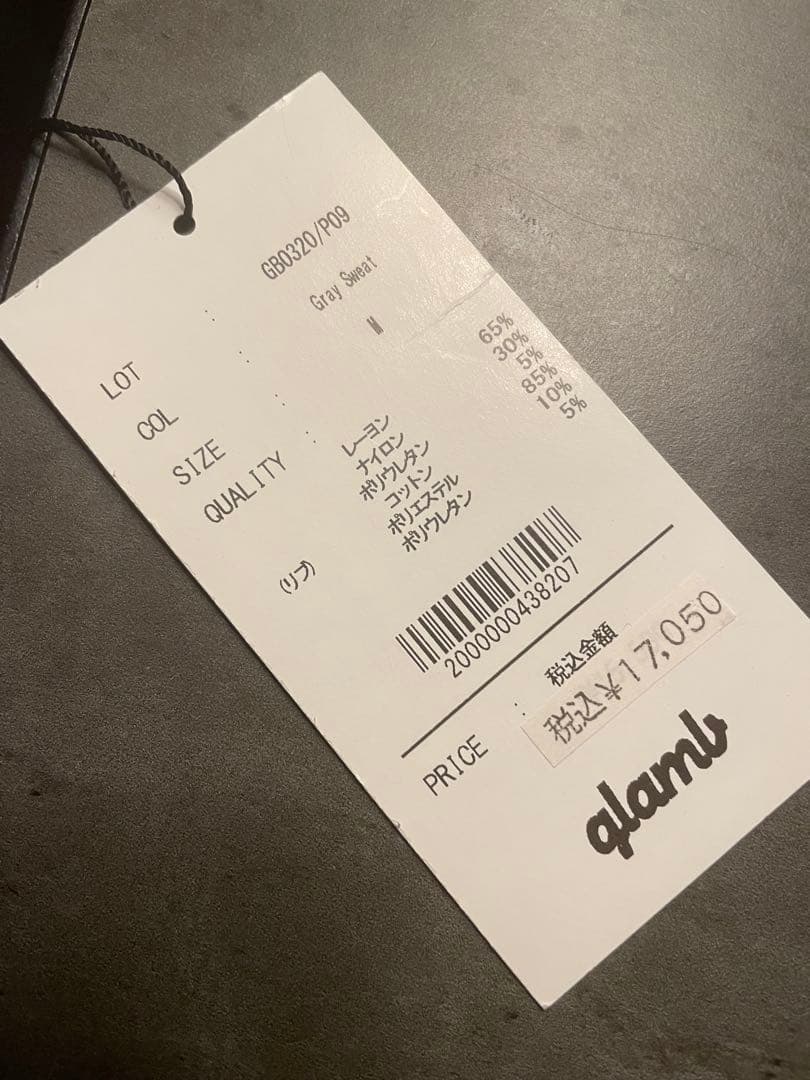 LOT : GB0320/P09
COL : Gray Sweat
SIZE : M
QUALITY : レーヨン 65%
ナイロン 30%
ポリウレタン 5%
(リブ) コットン 85%
ポリエステル 10%
ポリウレタン 5%
2000000438207
税込金額
PRICE : 税込¥17,050
glamb